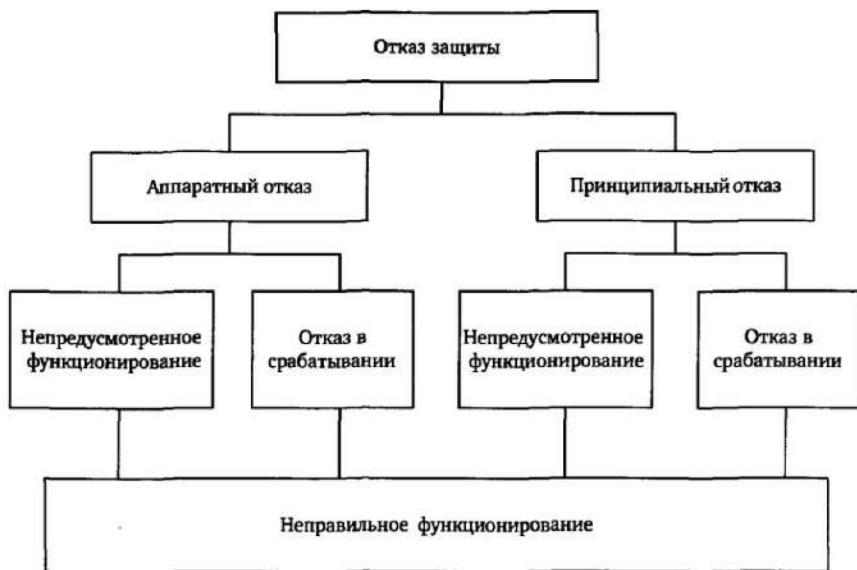 Отказ защиты
Аппаратный отказ
Принципиальный отказ
Непредусмотренное
функционирование
Отказ в
срабатывании
Непредусмотренное
функционирование
Отказ в
срабатывании
Неправильное функционирование